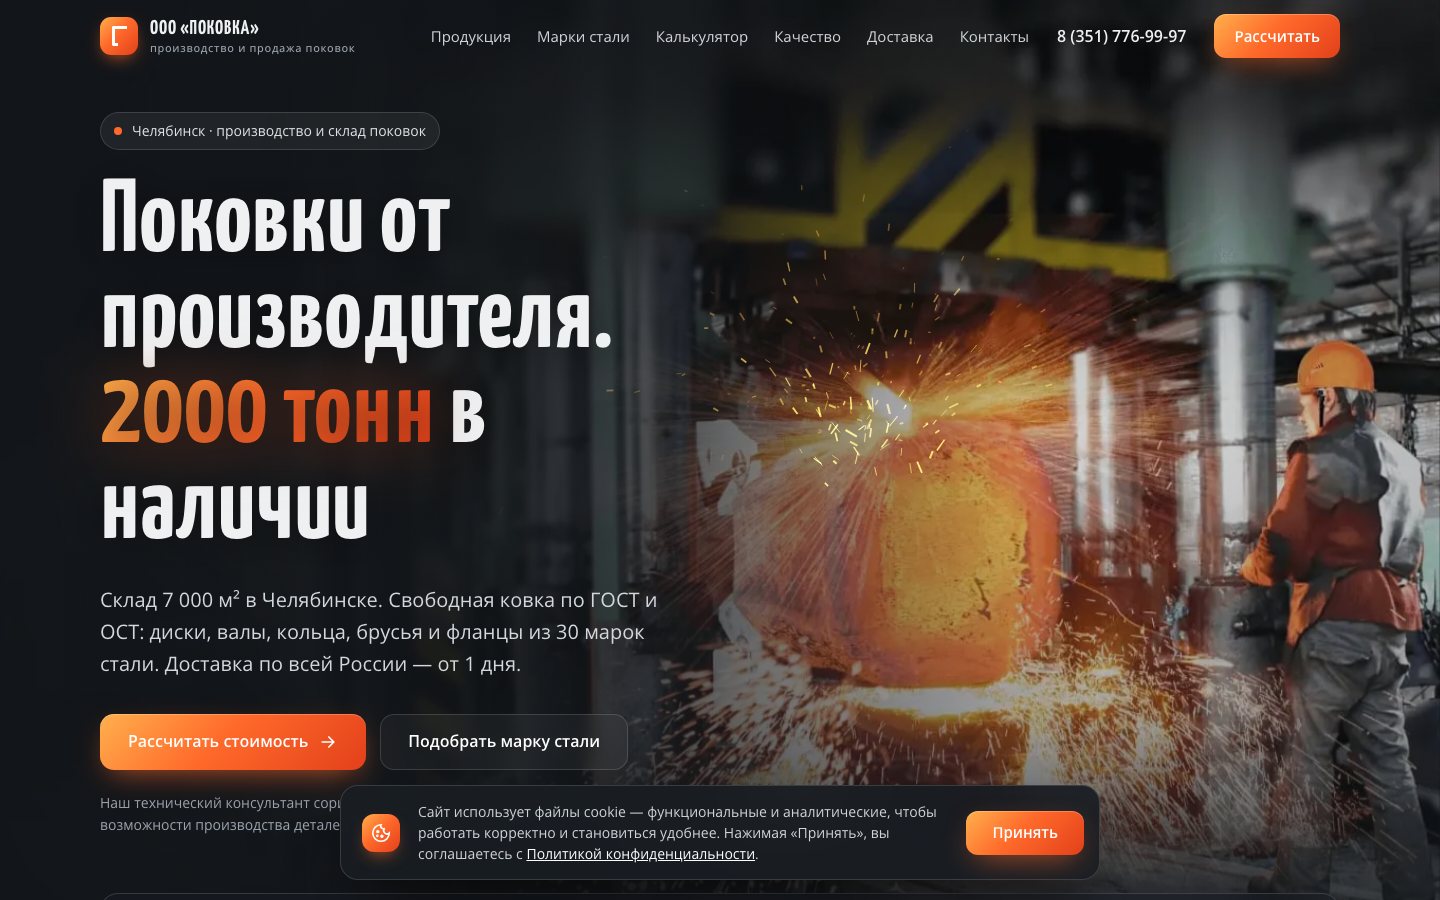 ООО «ПОКОВКА»
производство и продажа поковок
Продукция
Марки стали
Калькулятор
Качество
Доставка
Контакты
8 (351) 776-99-97
Рассчитать
Челябинск · производство и склад поковок
Поковки от
производителя.
2000 тонн в
наличии
Склад 7 000 м² в Челябинске. Свободная ковка по ГОСТ и
ОСТ: диски, валы, кольца, брусья и фланцы из 30 марок
стали. Доставка по всей России — от 1 дня.
Рассчитать стоимость →
Подобрать марку стали
Наш технический консультант
возможности производства
Сайт использует файлы cookie — функциональные и аналитические, чтобы
работать корректно и становиться удобнее. Нажимая «Принять», вы
соглашаетесь с Политикой конфиденциальности.
Принять